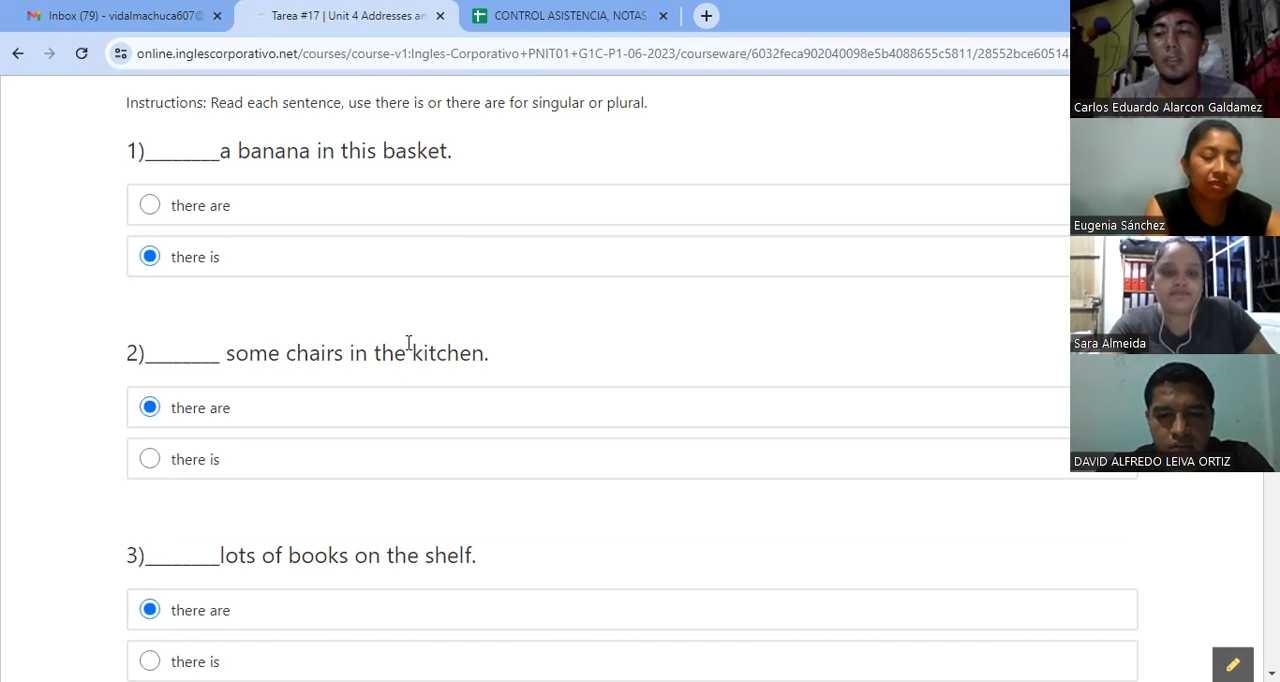 Inbox (79) - vidalmachuca607@
Tarea #17 | Unit 4 Addresses an
CONTROL ASISTENCIA, NOTAS
online.inglescorporativo.net/courses/course-v1:Ingles-Corporativo+PNIT01+G1C-P1-06-2023/courseware/6032feca902040098e5b4088655c5811/28552bce60514
Instructions: Read each sentence, use there is or there are for singular or plural.
1)________a banana in this basket.
there are
there is
2)________ some chairs in the kitchen.
there are
there is
3)________lots of books on the shelf.
there are
there is
Carlos Eduardo Alarcon Galdamez
Eugenia Sánchez
Sara Almeida
DAVID ALFREDO LEIVA ORTIZ